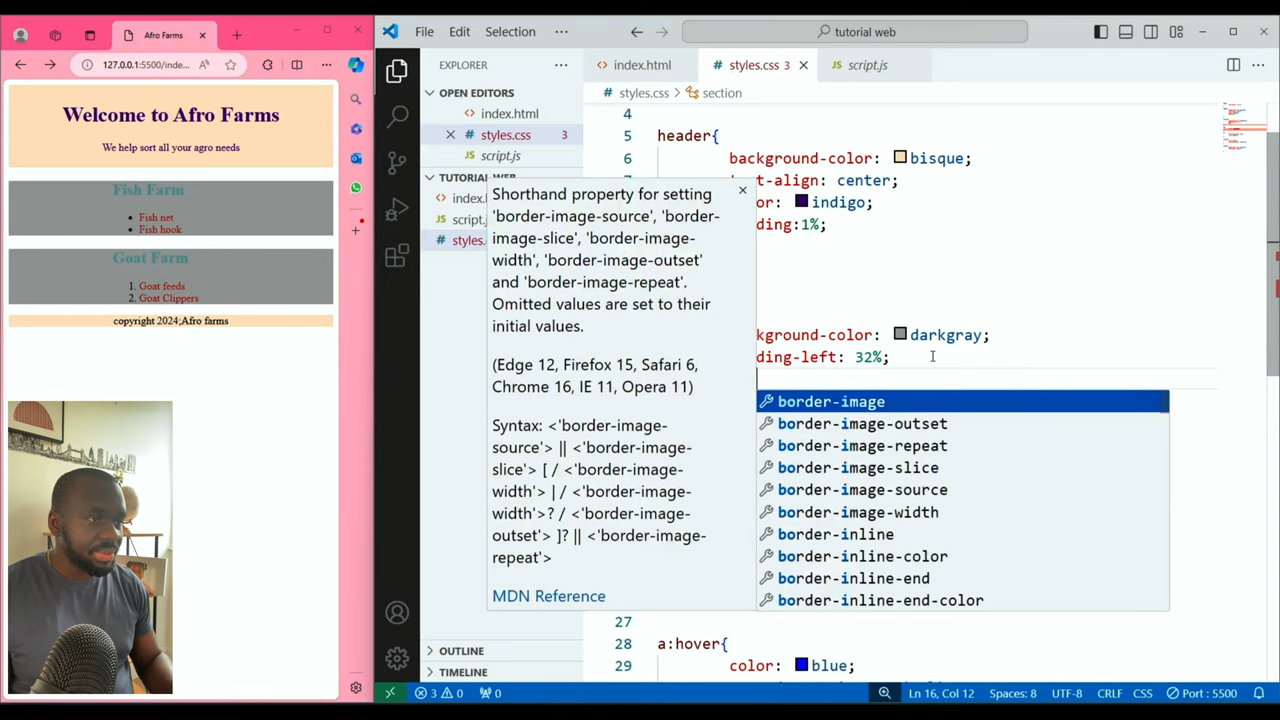 Afro Farms
127.0.0.1:5500/inde...
Welcome to Afro Farms
We help sort all your agro needs
Fish Farm
Fish net
Fish hook
Goat Farm
1. Goat feeds
2. Goat Clippers
copyright 2024;Afro farms
File Edit Selection ...
tutorial web
EXPLORER
OPEN EDITORS
index.html
styles.css 3
script.js
TUTORIAL WEB
index.
script.j
styles.
OUTLINE
TIMELINE
index.html
styles.css 3
script.js
styles.css > section
4
5 header{
6 background-color: bisque;
t-align: center;
or: indigo;
ding:1%;
kground-color: darkgray;
ding-left: 32%;
Shorthand property for setting
'border-image-source', 'border-
image-slice', 'border-image-
width', 'border-image-outset'
and 'border-image-repeat'.
Omitted values are set to their
initial values.
(Edge 12, Firefox 15, Safari 6,
Chrome 16, IE 11, Opera 11)
Syntax: <'border-image-
source'> || <'border-image-
slice'> [ / <'border-image-
width'> | / <'border-image-
width'>? / <'border-image-
outset'> ]? || <'border-image-
repeat'>
MDN Reference
border-image
border-image-outset
border-image-repeat
border-image-slice
border-image-source
border-image-width
border-inline
border-inline-color
border-inline-end
border-inline-end-color
27
28 a:hover{
29 color: blue;
3 0 0
Ln 16, Col 12 Spaces: 8 UTF-8 CRLF CSS Port : 5500